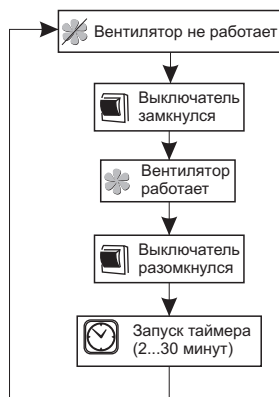 Вентилятор не работает
Выключатель
замкнулся
Вентилятор
работает
Выключатель
разомкнулся
Запуск таймера
(2...30 минут)